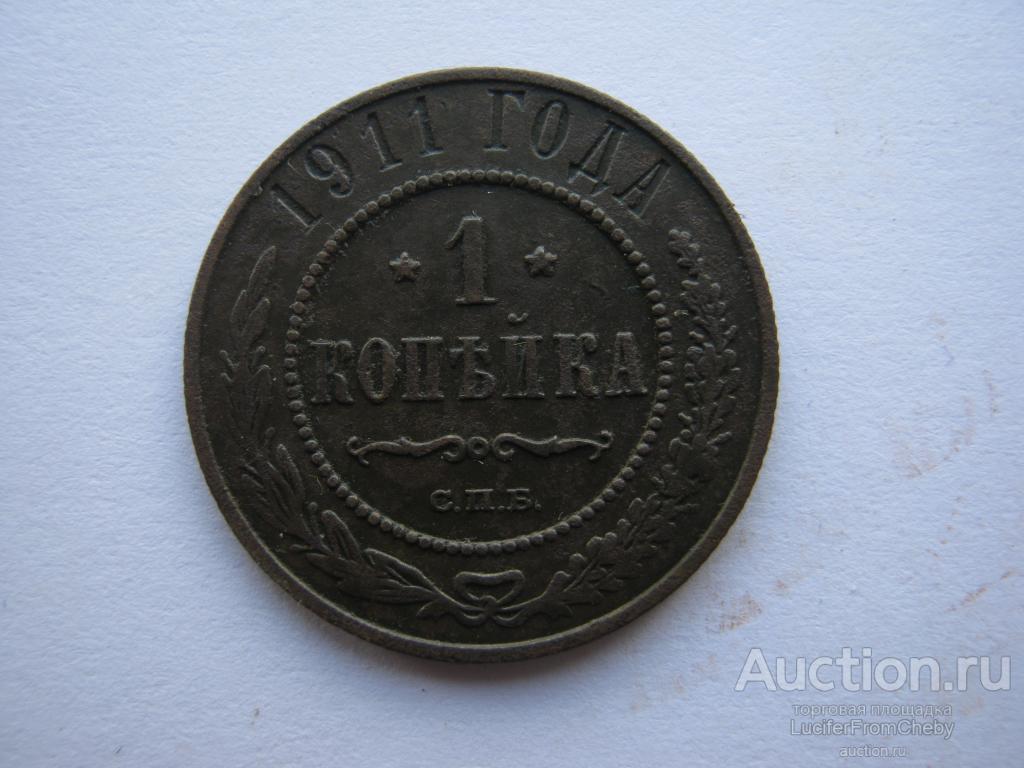 1911 ГОДА
1
КОПѢЙКА
С.П.Б.
Auction.ru
торговая площадка
LuciferFromCheby
auction.ru